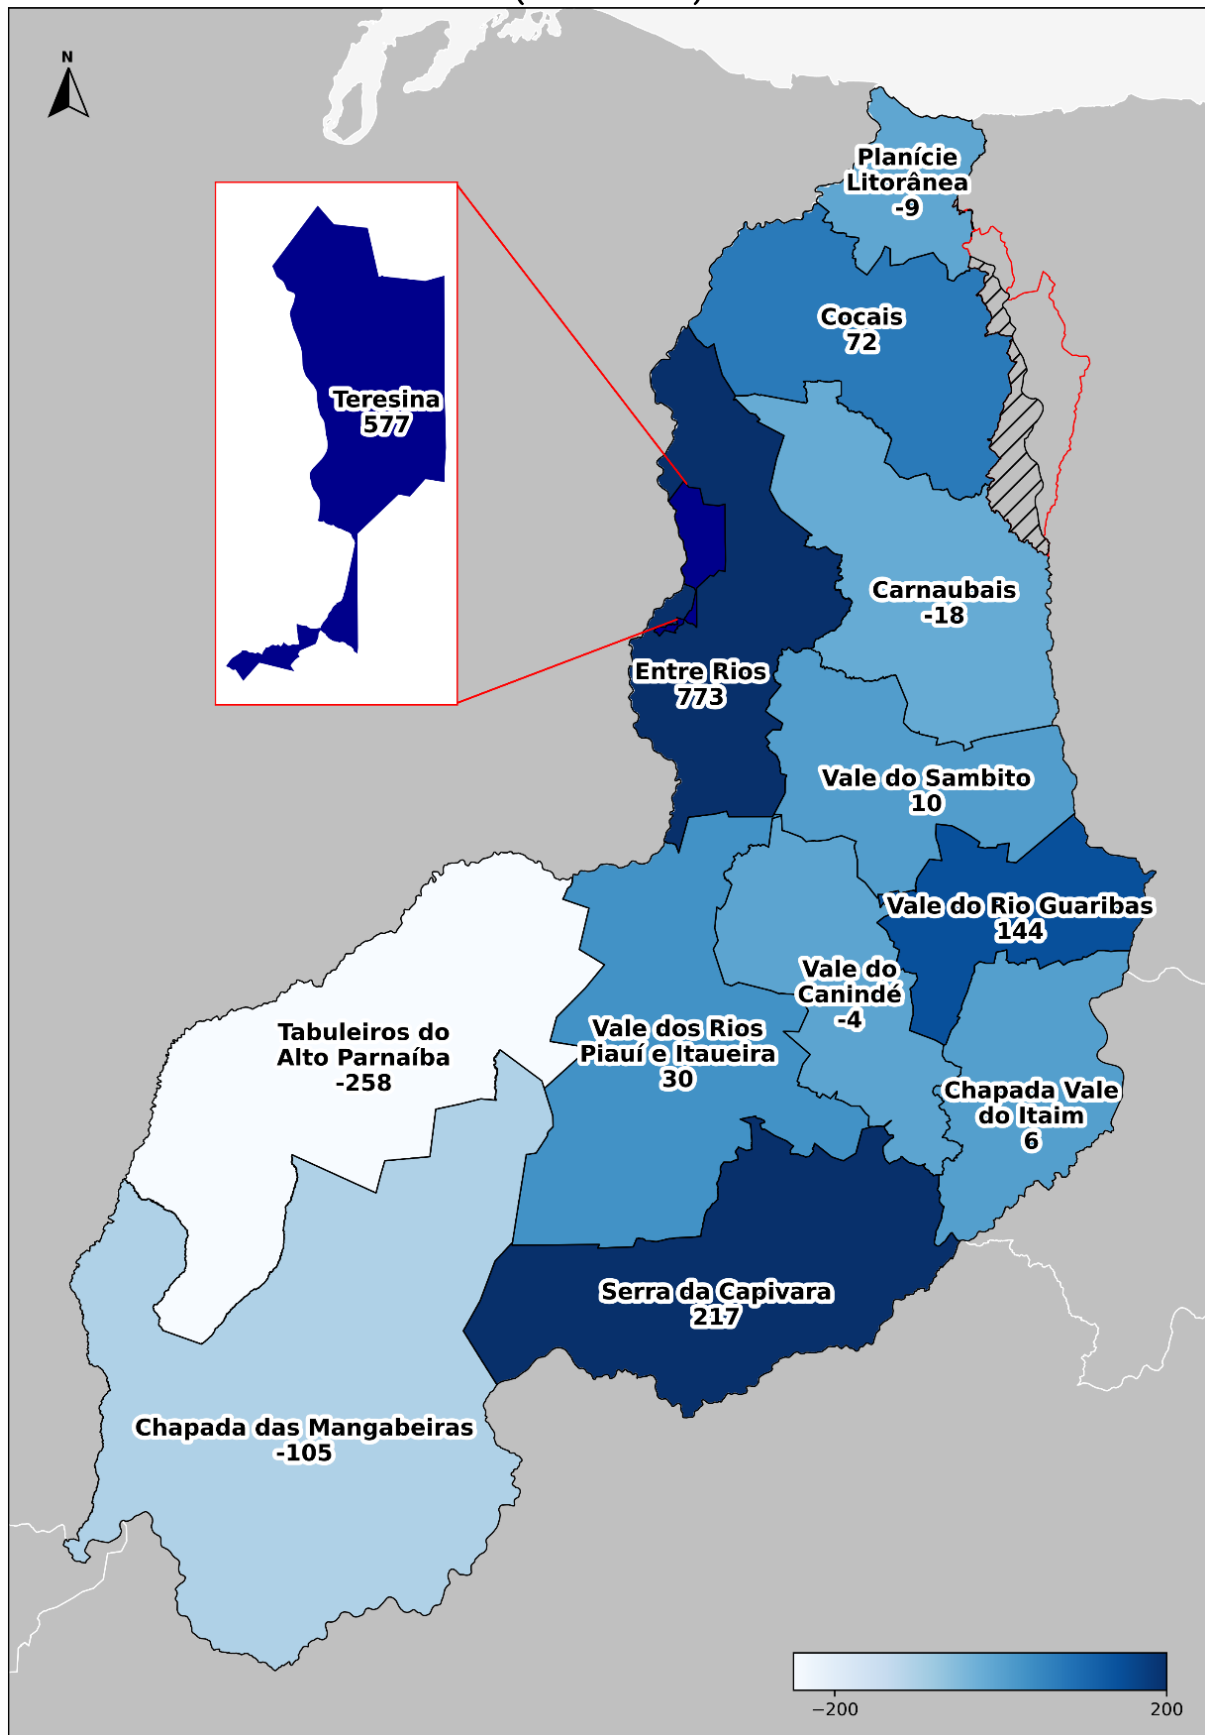 N
Planície
Litorânea
-9
Cocais
72
Teresina
577
Carnaubais
-18
Entre Rios
773
Vale do Sambito
10
Vale do Rio Guaribas
144
Vale do
Canindé
-4
Tabuleiros do
Alto Parnaíba
-258
Vale dos Rios
Piauí e Itaueira
30
Chapada Vale
do Itaim
6
Serra da Capivara
217
Chapada das Mangabeiras
-105
−200
200